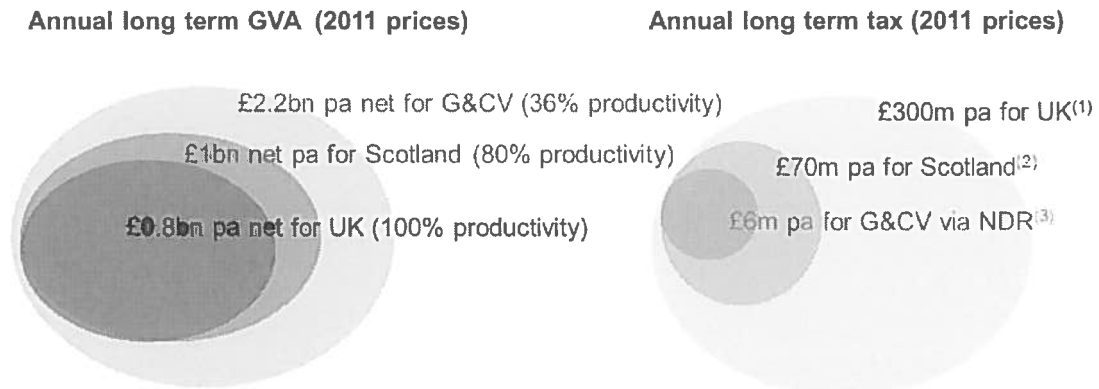 Annual long term GVA (2011 prices)
£2.2bn pa net for G&CV (36% productivity)
£1bn net pa for Scotland (80% productivity)
£0.8bn pa net for UK (100% productivity)
Annual long term tax (2011 prices)
£300m pa for UK(1)
£70m pa for Scotland(2)
£6m pa for G&CV via NDR(3)